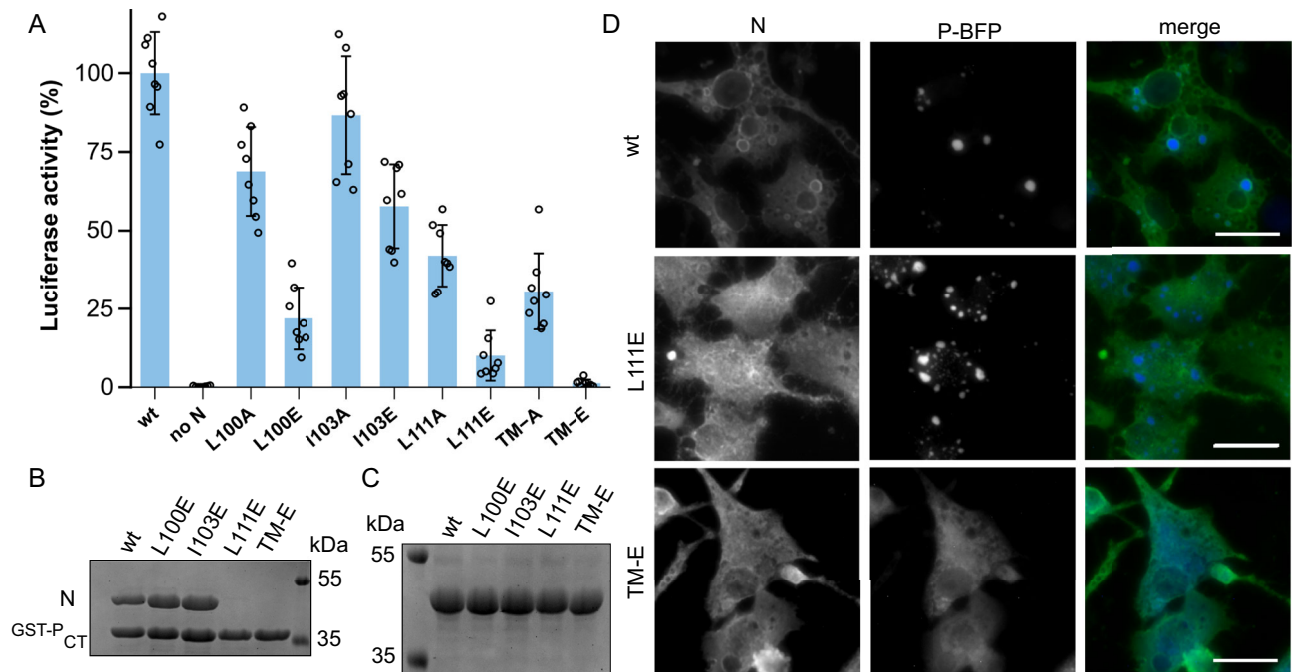 A
Luciferase activity (%)
100
75
50
25
0
wt
no N
L100A
L100E
I103A
I103E
L111A
L111E
TM–A
TM–E
B
wt
L100E
I103E
L111E
TM-E
kDa
55
35
N
GST-PCT
C
kDa
wt
L100E
I103E
L111E
TM-E
55
35
D
N
P-BFP
merge
wt
L111E
TM-E